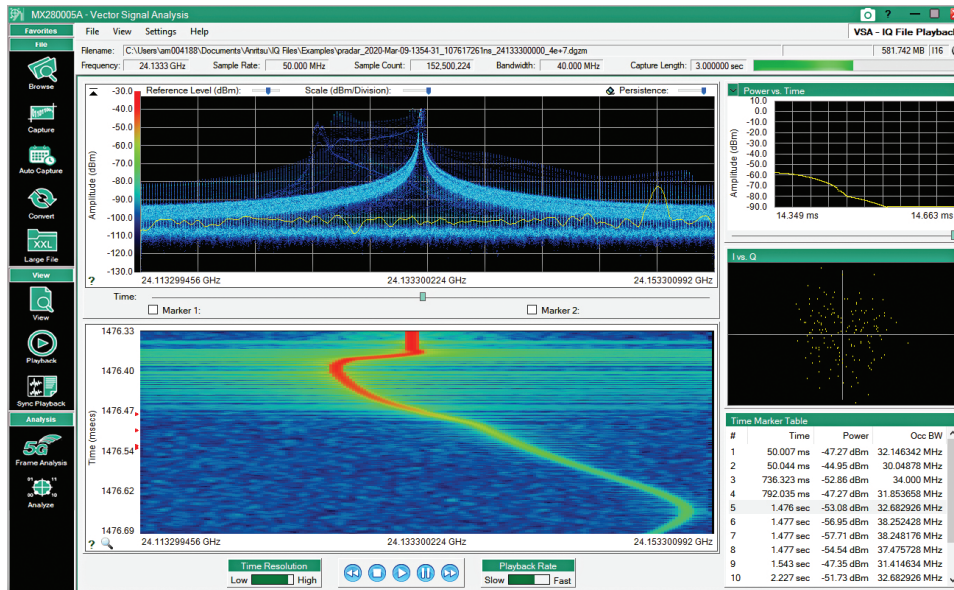 MX280005A - Vector Signal Analysis
?
Favorites
File View Settings Help
VSA - IQ File Playback
File
Filename: C:\Users\am004188\Documents\Anritsu\IQ Files\Examples\pradar_2020-Mar-09-1354-31_107617261ns_24133300000_4e+7.dgzm
581.742 MB I16
Frequency: 24.1333 GHz Sample Rate: 50.000 MHz Sample Count: 152,500,224 Bandwidth: 40.000 MHz Capture Length: 3.000000 sec
Browse
Capture
Auto Capture
Convert
XXL
Large File
View
View
Playback
Sync Playback
Analysis
5G
Frame Analysis
01 11
00 10
Analyze
Reference Level (dBm): Scale (dBm/Division): Persistence:
Amplitude (dBm)
-30.0
-40.0
-50.0
-60.0
-70.0
-80.0
-90.0
-100.0
-110.0
-120.0
-130.0
?
24.113299456 GHz 24.133300224 GHz 24.153300992 GHz
Time:
Marker 1: Marker 2:
Time (msecs)
1476.33
1476.40
1476.47
1476.54
1476.62
1476.69
?
24.113299456 GHz 24.133300224 GHz 24.153300992 GHz
Time Resolution
Low High
Playback Rate
Slow Fast
Power vs. Time
Amplitude (dBm)
10.0
0.0
-10.0
-20.0
-30.0
-40.0
-50.0
-60.0
-70.0
-80.0
-90.0
14.349 ms 14.663 ms
I vs. Q
Time Marker Table
# Time Power Occ BW
1 50.007 ms -47.27 dBm 32.146342 MHz
2 50.044 ms -44.95 dBm 30.04878 MHz
3 736.323 ms -52.86 dBm 34.000 MHz
4 792.035 ms -47.27 dBm 31.853658 MHz
5 1.476 sec -53.08 dBm 32.682926 MHz
6 1.477 sec -56.95 dBm 38.252428 MHz
7 1.477 sec -57.71 dBm 38.248176 MHz
8 1.477 sec -54.54 dBm 37.475728 MHz
9 1.543 sec -47.35 dBm 31.414634 MHz
10 2.227 sec -51.73 dBm 32.682926 MHz